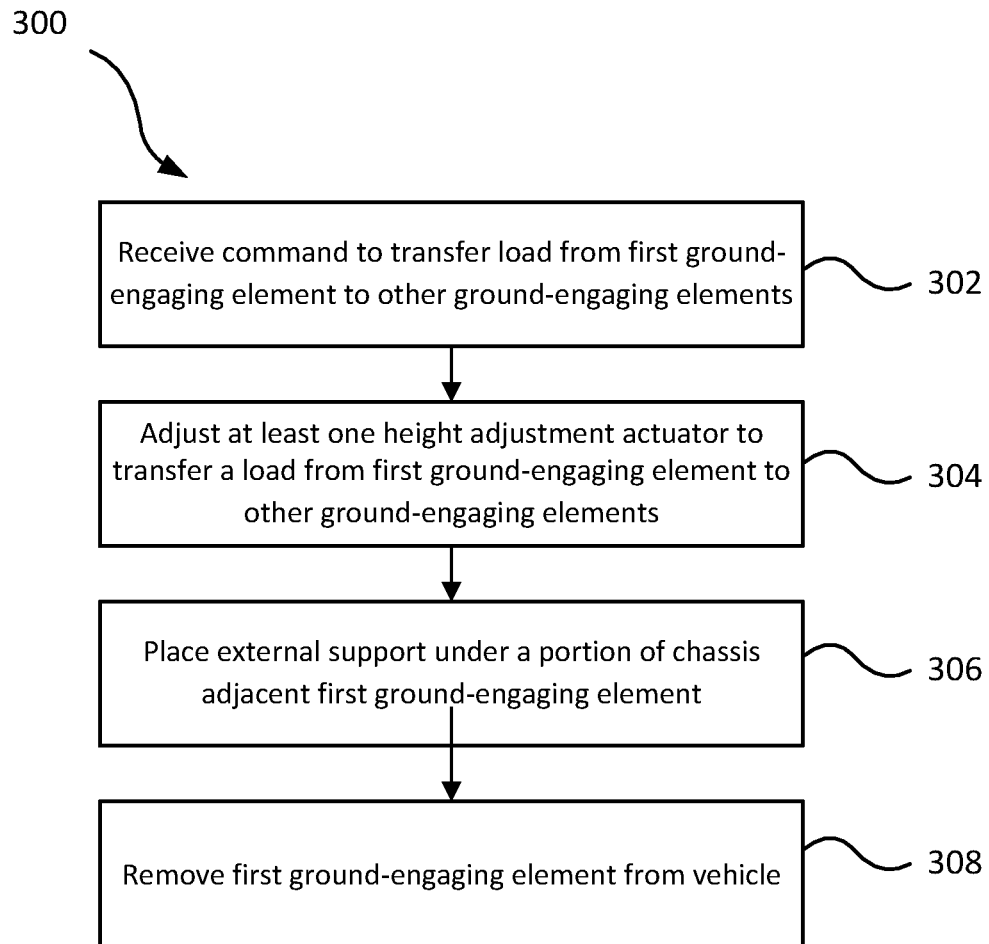 300
Receive command to transfer load from first ground-
engaging element to other ground-engaging elements
302
Adjust at least one height adjustment actuator to
transfer a load from first ground-engaging element to
other ground-engaging elements
304
Place external support under a portion of chassis
adjacent first ground-engaging element
306
Remove first ground-engaging element from vehicle
308